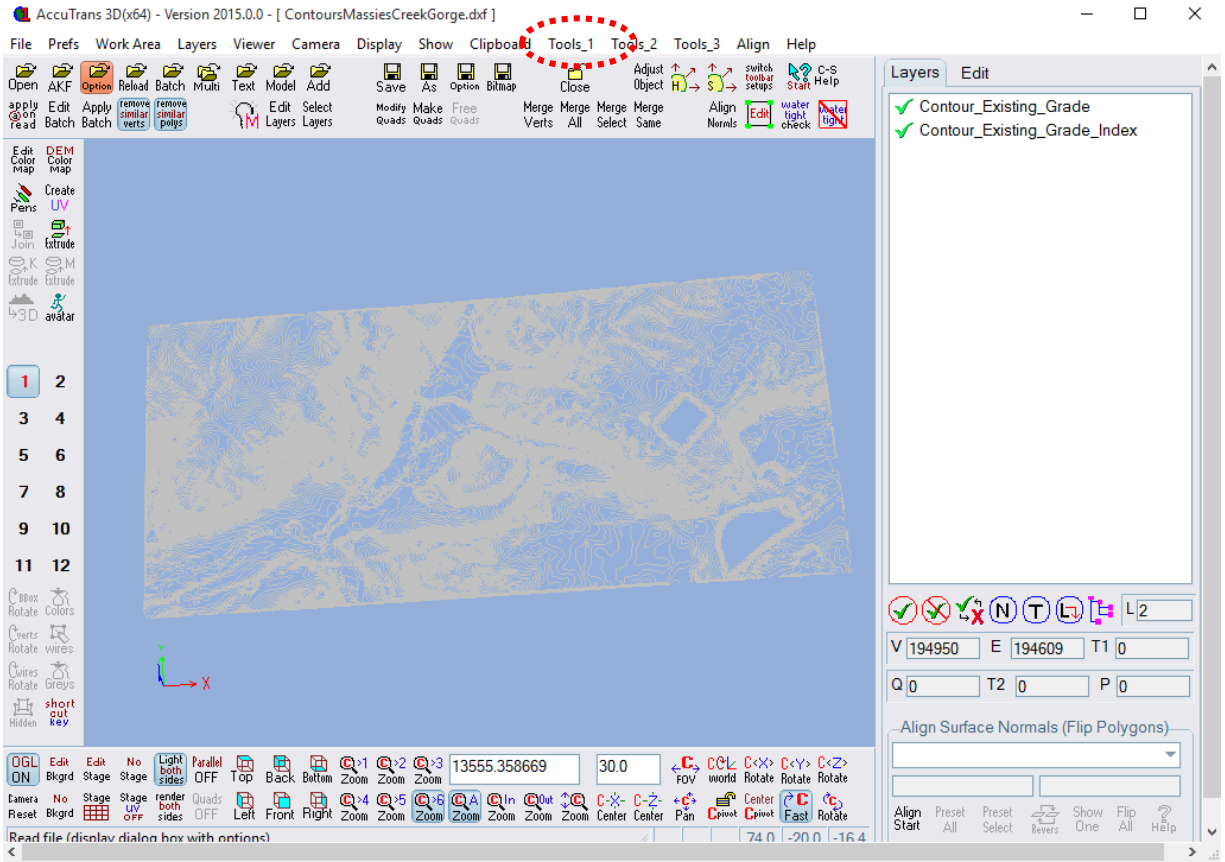 AccuTrans 3D(x64) - Version 2015.0.0 - [ ContoursMassiesCreekGorge.dxf ]
File Prefs Work Area Layers Viewer Camera Display Show Clipboard Tools_1 Tools_2 Tools_3 Align Help
Open AKF Option Reload Batch Multi Text Model Add Save As Option Bitmap Close Adjust Object H S switch toolbar setups Start C-S Help
apply @on read Edit Batch Apply Batch remove similar verts remove similar polys M Edit Layers Select Layers Modify Quads Make Quads Free Quads Merge Verts Merge All Merge Select Merge Same Align Normls Edit water tight check water tight
Edit Color Map DEM Color Map
Pens Create UV
Join Extrude
K Extrude M Extrude
3D avatar
1 2
3 4
5 6
7 8
9 10
11 12
C BBox Rotate Colors
Cverts Rotate wires
Cwires Rotate Greys
Hidden short cut key
Y
X
Layers Edit
Contour_Existing_Grade
Contour_Existing_Grade_Index
N T L L 2
V 194950 E 194609 T1 0
Q 0 T2 0 P 0
Align Surface Normals (Flip Polygons)
Align Start Preset All Preset Select Revers Show One Flip All Help
OGL ON Edit Bkgrd Edit Stage No Stage Light both sides Parallel OFF Top Back Bottom C>1 Zoom C>2 Zoom C>3 Zoom 13555.358669 30.0 C FOV world C<X> Rotate C<Y> Rotate C<Z> Rotate
Camera Reset No Bkgrd Stage Stage UV OFF render both sides Quads OFF Left Front Right C>4 Zoom C>5 Zoom C>6 Zoom C A Zoom C In Zoom C Out Zoom C Zoom C-X- Center C-Z- Center C Pan Cpivot Center Cpivot C Fast C Rotate
Read file (display dialog box with options) 74.0 -20.0 -16.4